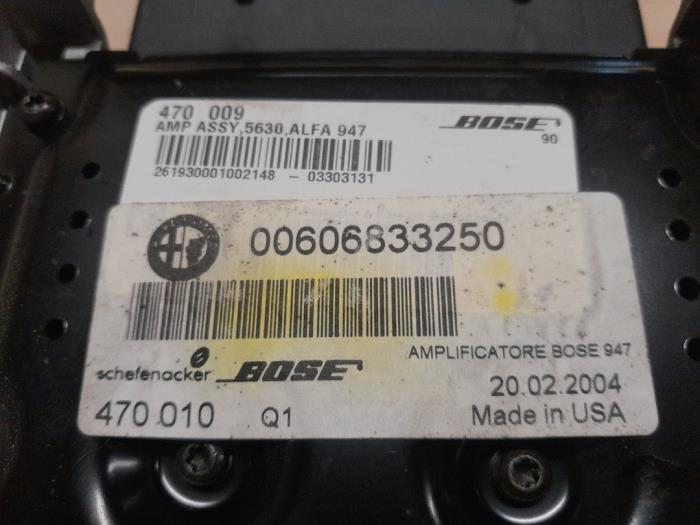 470 009
AMP ASSY,5630,ALFA 947
BOSE
90
261930001002148 - 03303131
00606833250
AMPLIFICATORE BOSE 947
schefenacker BOSE
20.02.2004
470 010 Q1
Made in USA